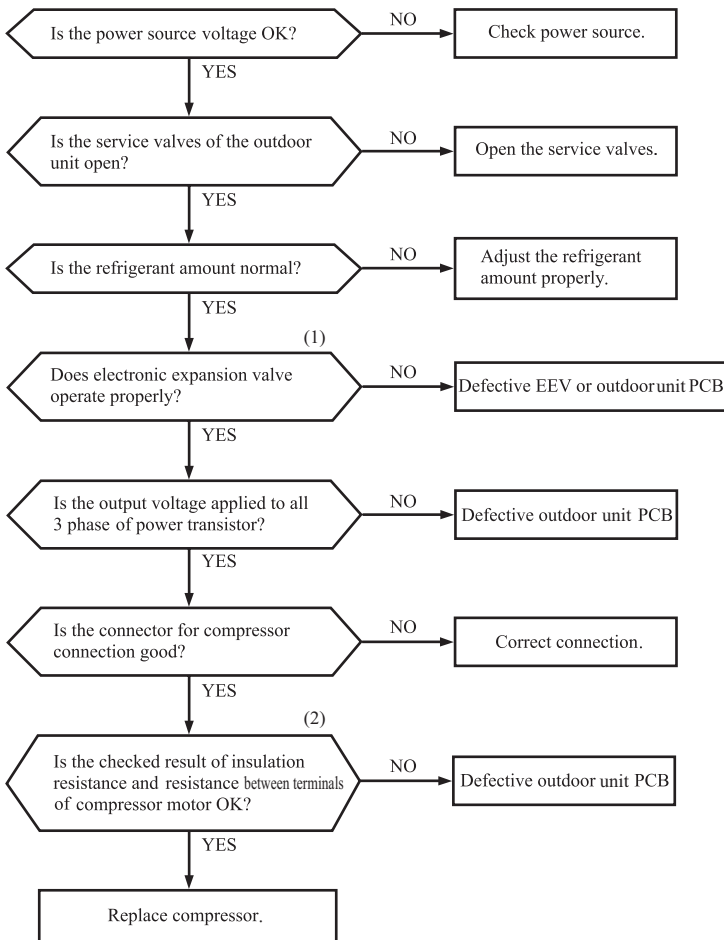 Is the power source voltage OK?
NO
Check power source.
YES
Is the service valves of the outdoor
unit open?
NO
Open the service valves.
YES
Is the refrigerant amount normal?
NO
Adjust the refrigerant
amount properly.
YES
(1)
Does electronic expansion valve
operate properly?
NO
Defective EEV or outdoor unit PCB
YES
Is the output voltage applied to all
3 phase of power transistor?
NO
Defective outdoor unit PCB
YES
Is the connector for compressor
connection good?
NO
Correct connection.
YES
(2)
Is the checked result of insulation
resistance and resistance between terminals
of compressor motor OK?
NO
Defective outdoor unit PCB
YES
Replace compressor.